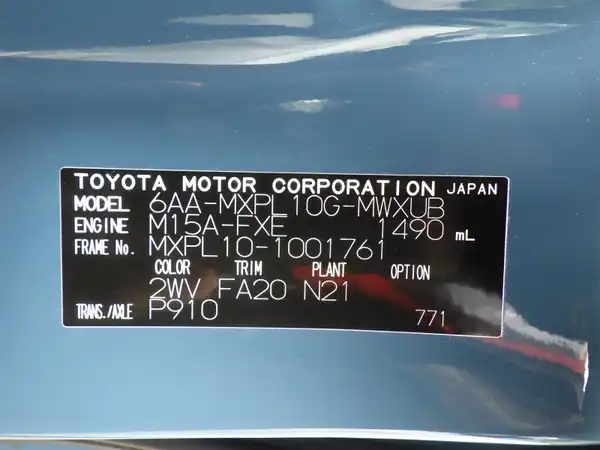 TOYOTA MOTOR CORPORATION JAPAN
MODEL 6AA-MXPL10G-MWXUB
ENGINE M15A-FXE 1490 mL
FRAME No. MXPL10-1001761
COLOR TRIM PLANT OPTION
2WV FA20 N21
TRANS./AXLE P910 771